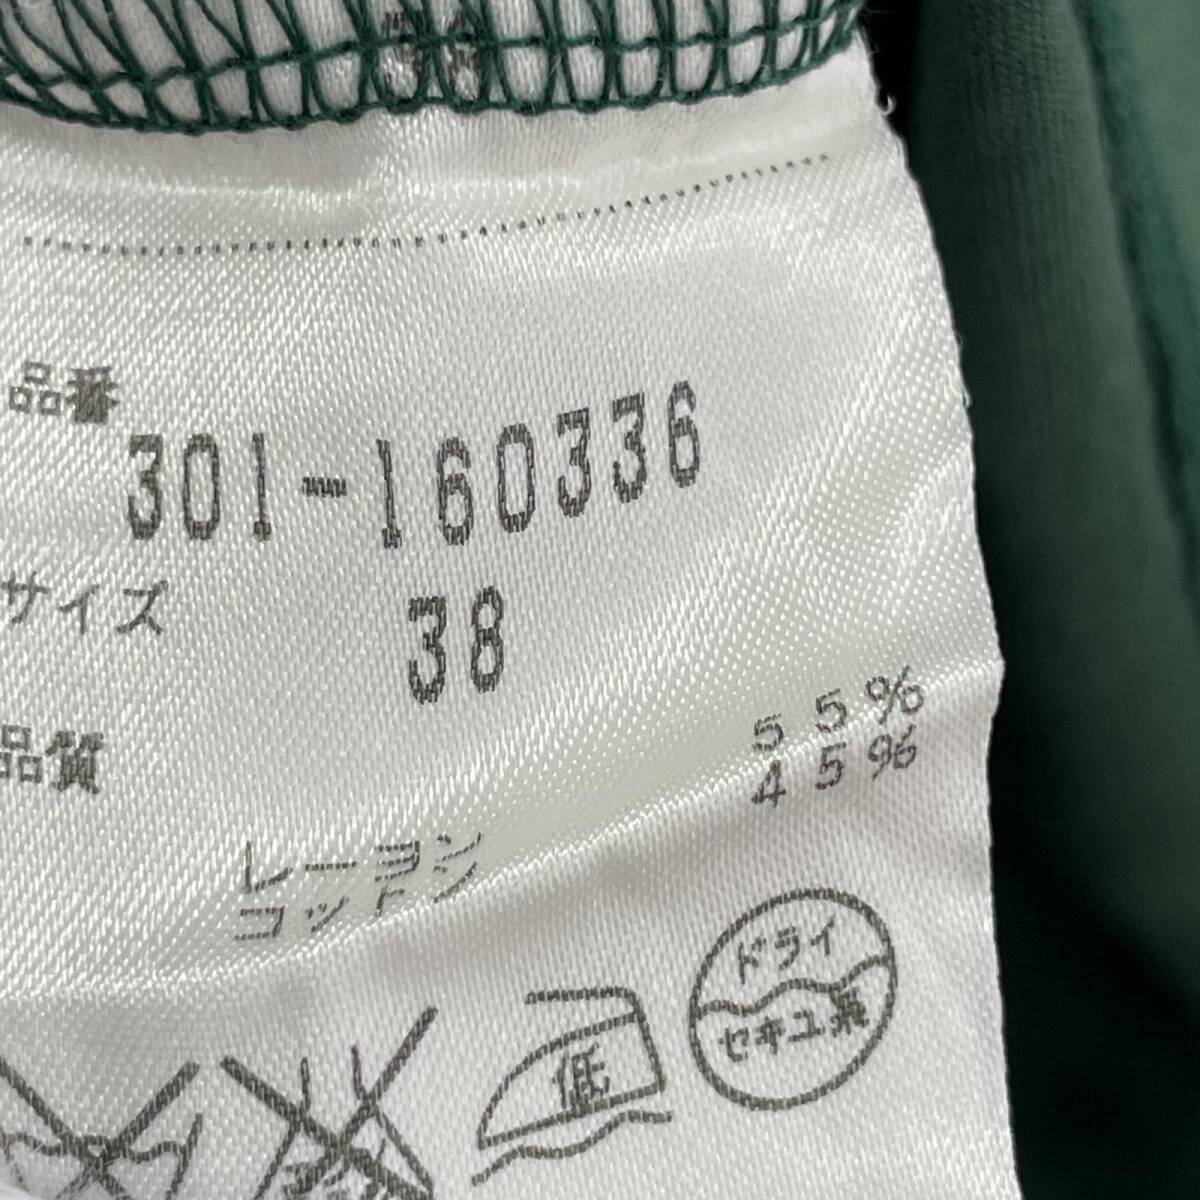 品番
301-160336
サイズ
38
品質
レーヨン 55%
コットン 45%
低
ドライ
セキユ系